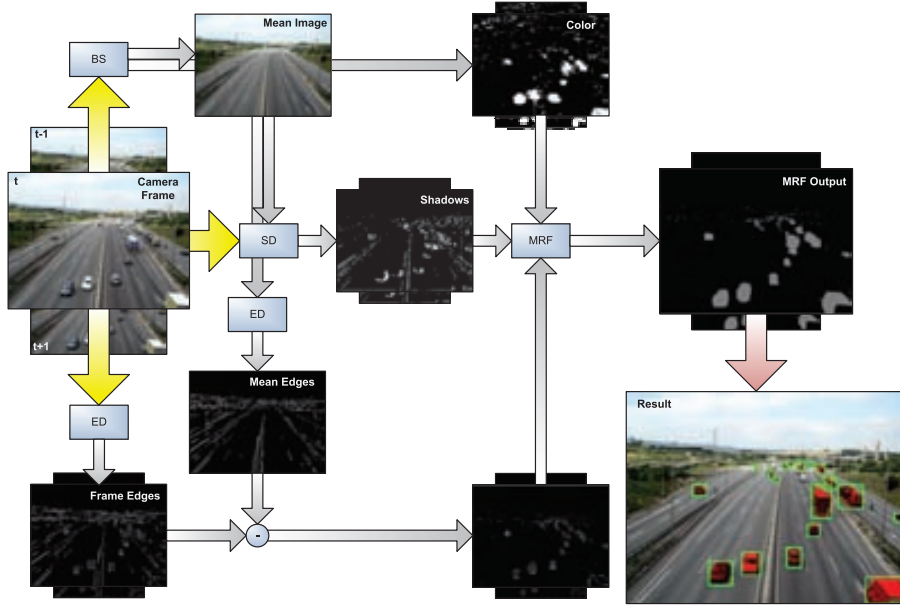 Mean Image
Color
BS
t-1
t
Camera
Frame
Shadows
MRF Output
SD
MRF
ED
t+1
Mean Edges
Result
ED
Frame Edges
-